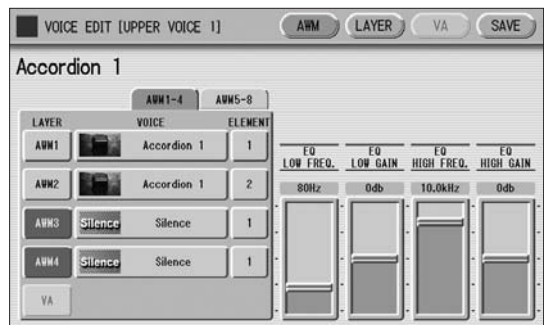 VOICE EDIT [UPPER VOICE 1] AWM LAYER VA SAVE
Accordion 1
AWM1-4 AWM5-8
LAYER VOICE ELEMENT
AWM1 Accordion 1 1
AWM2 Accordion 1 2
AWM3 Silence Silence 1
AWM4 Silence Silence 1
VA
EQ LOW FREQ. EQ LOW GAIN EQ HIGH FREQ. EQ HIGH GAIN
80Hz 0db 10.0kHz 0db